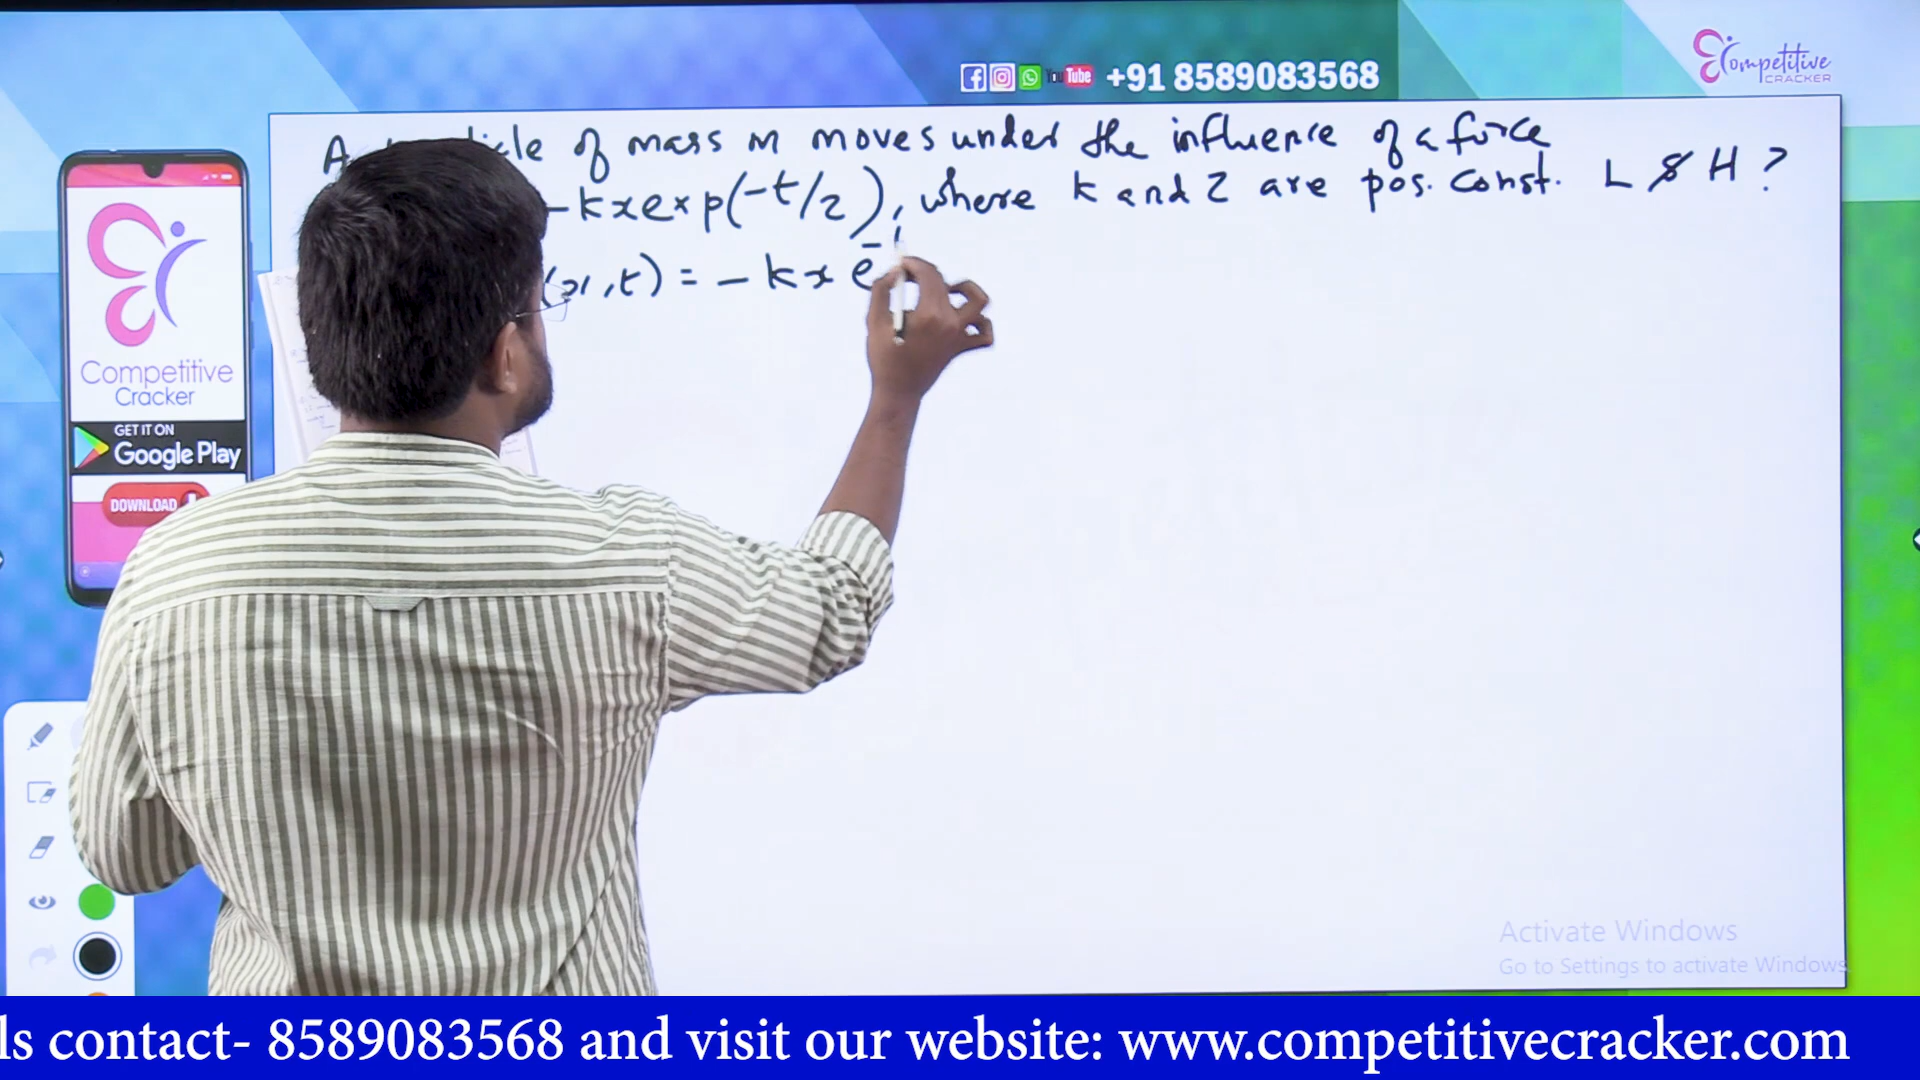 Competitive
CRACKER
You Tube +91 8589083568
A of mass m moves under the influence of a force
-kx exp(-t/2), where k and 2 are pos. const. L & H ?
(x,t) = -kx e
Competitive
Cracker
GET IT ON
Google Play
DOWNLOAD
Activate Windows
Go to Settings to activate Windows.
ls contact- 8589083568 and visit our website: www.competitivecracker.com